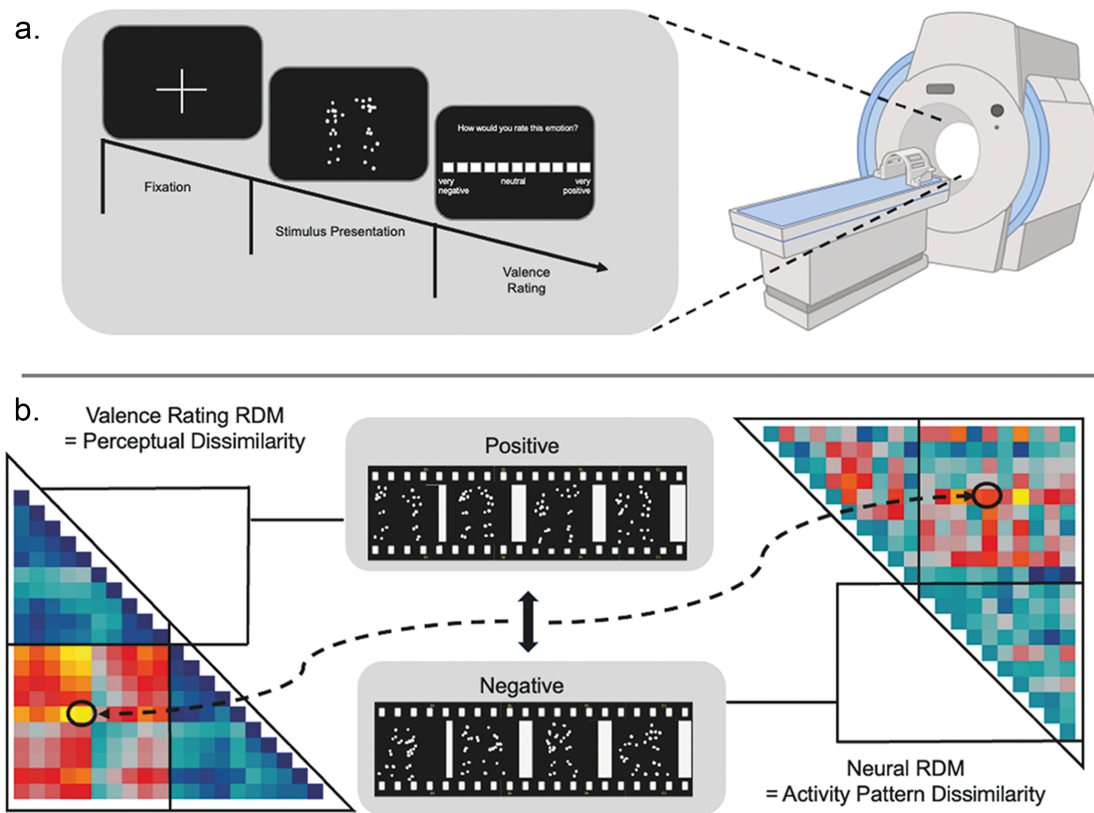 a.
How would you rate this emotion?
very
negative
neutral
very
positive
Fixation
Stimulus Presentation
Valence
Rating
b.
Valence Rating RDM
= Perceptual Dissimilarity
Positive
Negative
Neural RDM
= Activity Pattern Dissimilarity